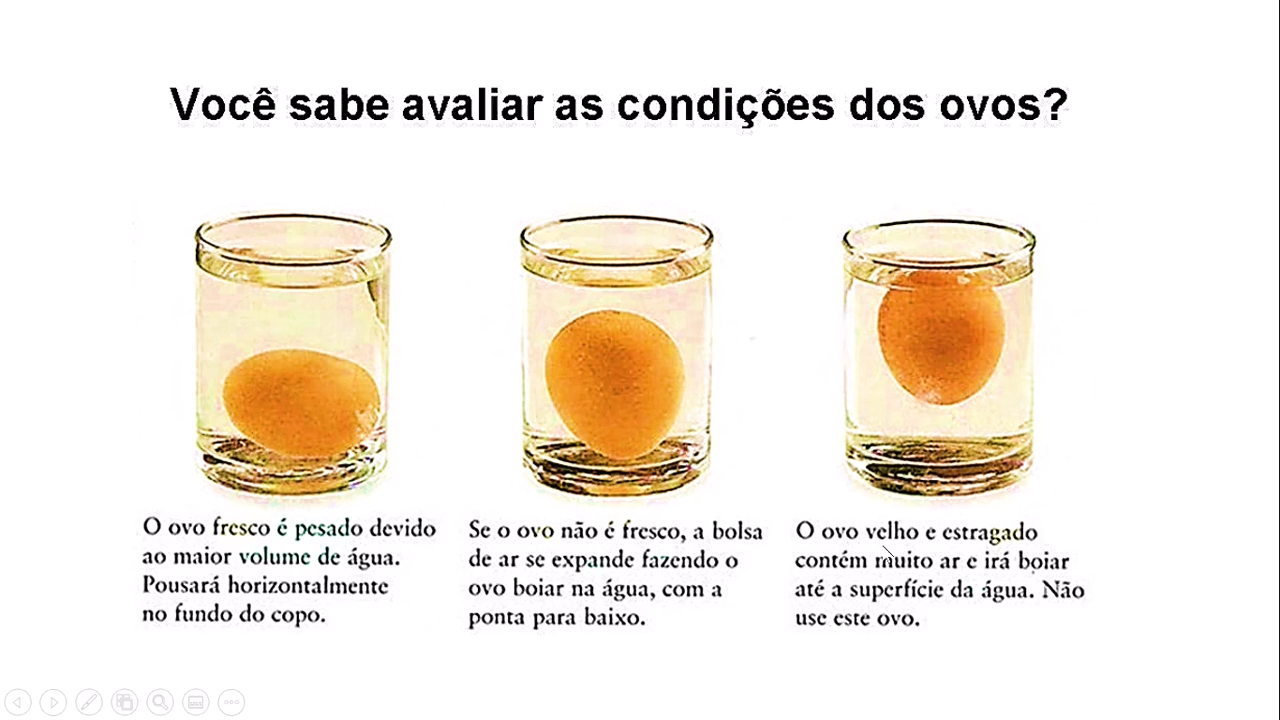 Você sabe avaliar as condições dos ovos?
O ovo fresco é pesado devido
ao maior volume de água.
Pousará horizontalmente
no fundo do copo.
Se o ovo não é fresco, a bolsa
de ar se expande fazendo o
ovo boiar na água, com a
ponta para baixo.
O ovo velho e estragado
contém muito ar e irá boiar
até a superfície da água. Não
use este ovo.